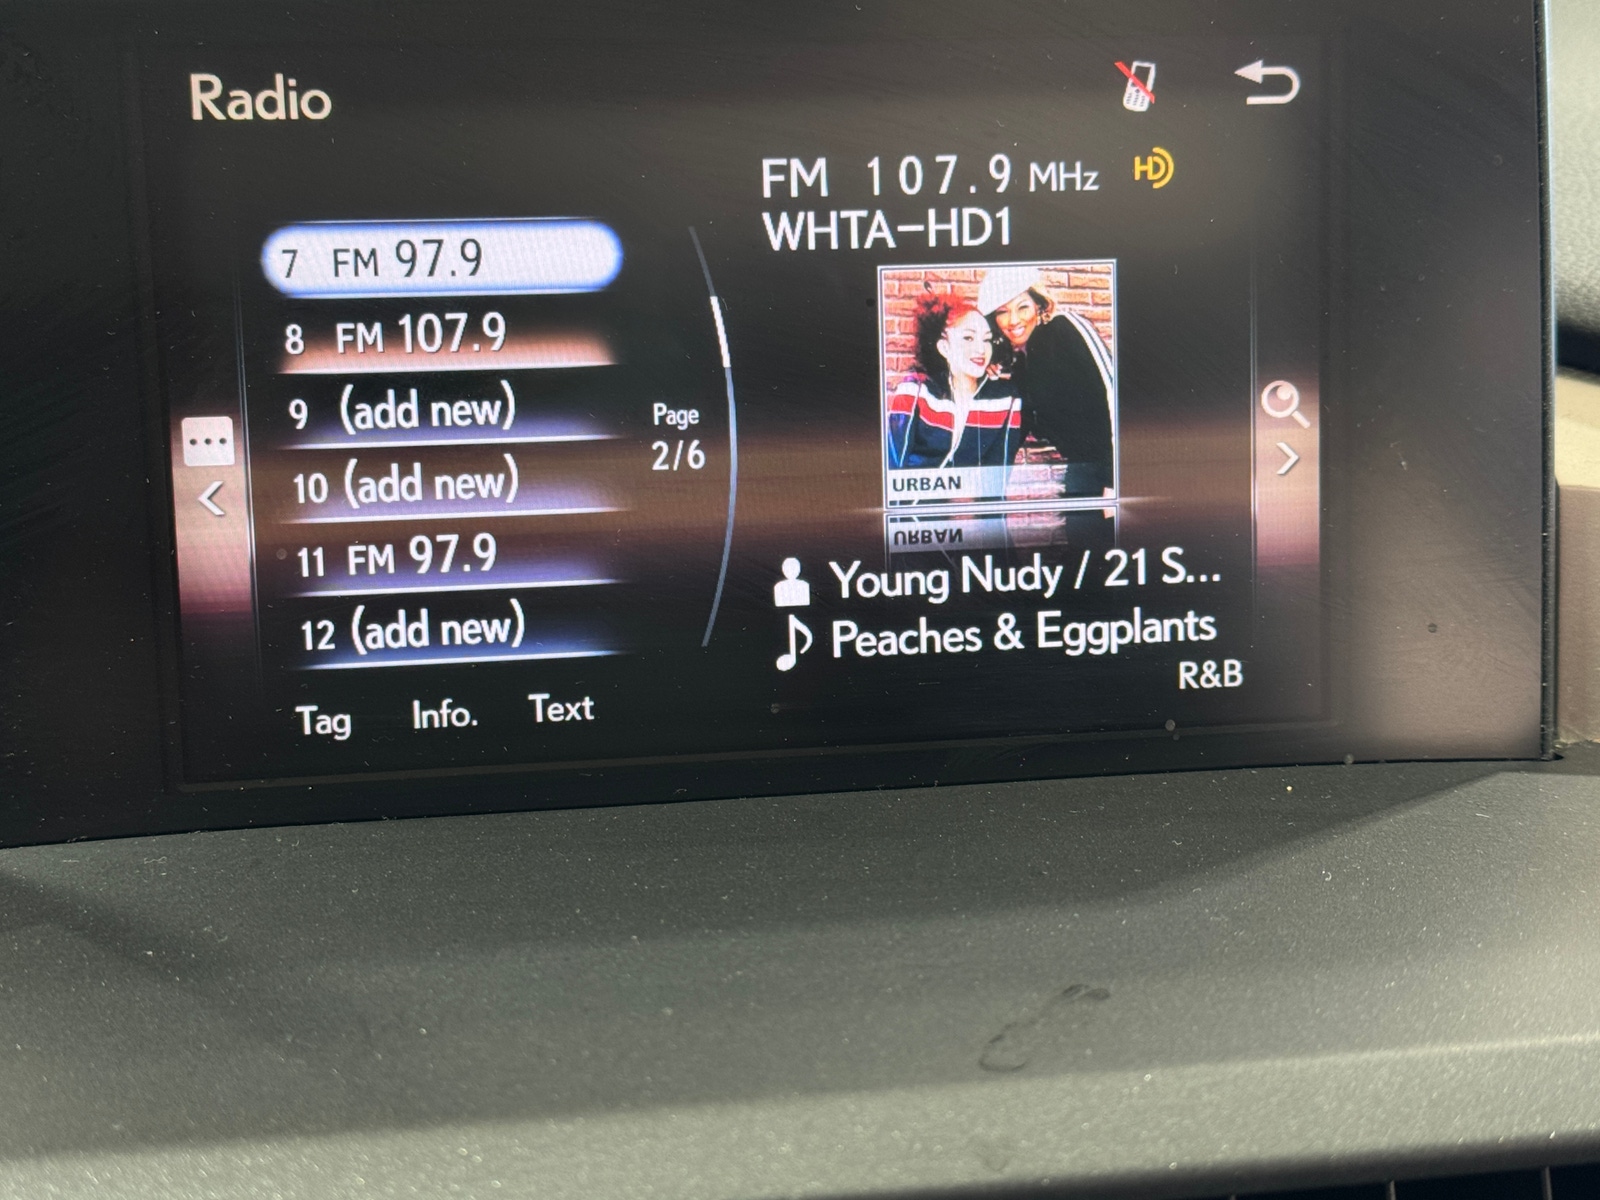 Radio
FM 107.9 MHz HD
WHTA-HD1
7 FM 97.9
8 FM 107.9
9 (add new)
10 (add new)
11 FM 97.9
12 (add new)
Page
2/6
URBAN
Young Nudy / 21 S...
Peaches & Eggplants
R&B
Tag Info. Text